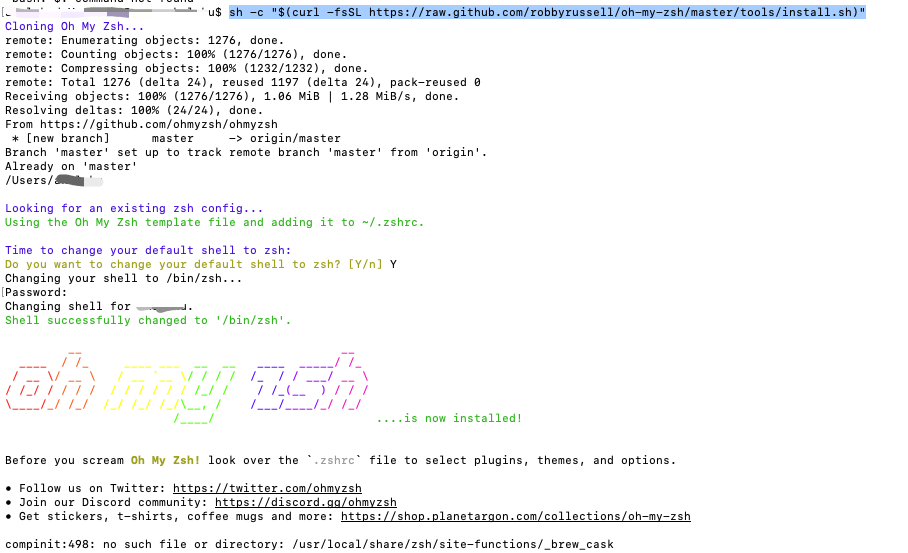 u$ sh -c "$(curl -fsSL https://raw.github.com/robbyrussell/oh-my-zsh/master/tools/install.sh)"
Cloning Oh My Zsh...
remote: Enumerating objects: 1276, done.
remote: Counting objects: 100% (1276/1276), done.
remote: Compressing objects: 100% (1232/1232), done.
remote: Total 1276 (delta 24), reused 1197 (delta 24), pack-reused 0
Receiving objects: 100% (1276/1276), 1.06 MiB | 1.28 MiB/s, done.
Resolving deltas: 100% (24/24), done.
From https://github.com/ohmyzsh/ohmyzsh
 * [new branch]      master     -> origin/master
Branch 'master' set up to track remote branch 'master' from 'origin'.
Already on 'master'
/Users/
Looking for an existing zsh config...
Using the Oh My Zsh template file and adding it to ~/.zshrc.
Time to change your default shell to zsh:
Do you want to change your default shell to zsh? [Y/n] Y
Changing your shell to /bin/zsh...
Password:
Changing shell for
Shell successfully changed to '/bin/zsh'.
oh my zsh
....is now installed!
Before you scream Oh My Zsh! look over the `.zshrc` file to select plugins, themes, and options.
• Follow us on Twitter: https://twitter.com/ohmyzsh
• Join our Discord community: https://discord.gg/ohmyzsh
• Get stickers, t-shirts, coffee mugs and more: https://shop.planetargon.com/collections/oh-my-zsh
compinit:498: no such file or directory: /usr/local/share/zsh/site-functions/_brew_cask